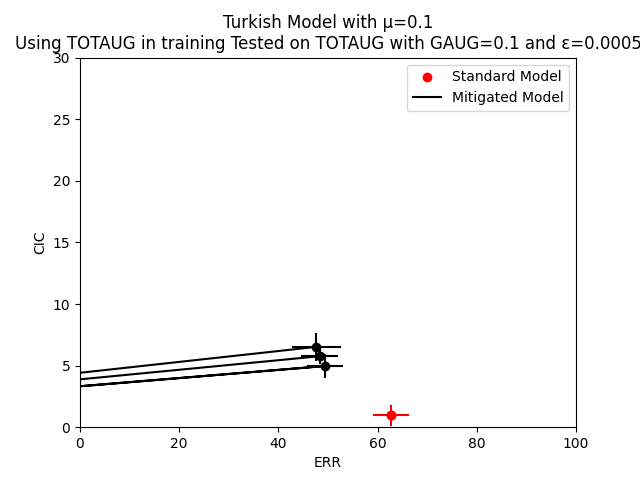 Turkish Model with μ=0.1
Using TOTAUG in training Tested on TOTAUG with GAUG=0.1 and ε=0.0005
30
25
20
15
10
5
0
CIC
Standard Model
Mitigated Model
0 20 40 60 80 100
ERR